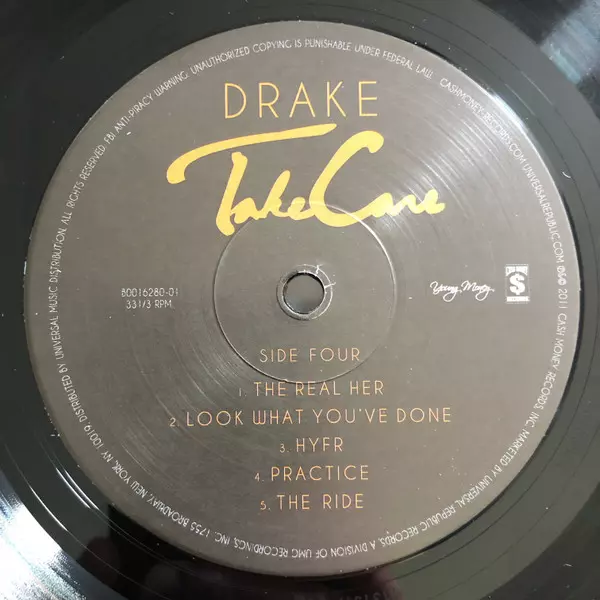 DRAKE
Take Care
B0016280-01
33 1/3 RPM
Young Money
CASH MONEY
RECORDS
SIDE FOUR
1. THE REAL HER
2. LOOK WHAT YOU'VE DONE
3. HYFR
4. PRACTICE
5. THE RIDE
℗© 2011 CASH MONEY RECORDS, INC. MARKETED BY UNIVERSAL REPUBLIC RECORDS, A DIVISION OF UMG RECORDINGS, INC. 1755 BROADWAY, NEW YORK, NY 10019. DISTRIBUTED BY UNIVERSAL MUSIC DISTRIBUTION. ALL RIGHTS RESERVED. FBI ANTI-PIRACY WARNING: UNAUTHORIZED COPYING IS PUNISHABLE UNDER FEDERAL LAW. CASHMONEY-RECORDS.COM UNIVERSALREPUBLIC.COM